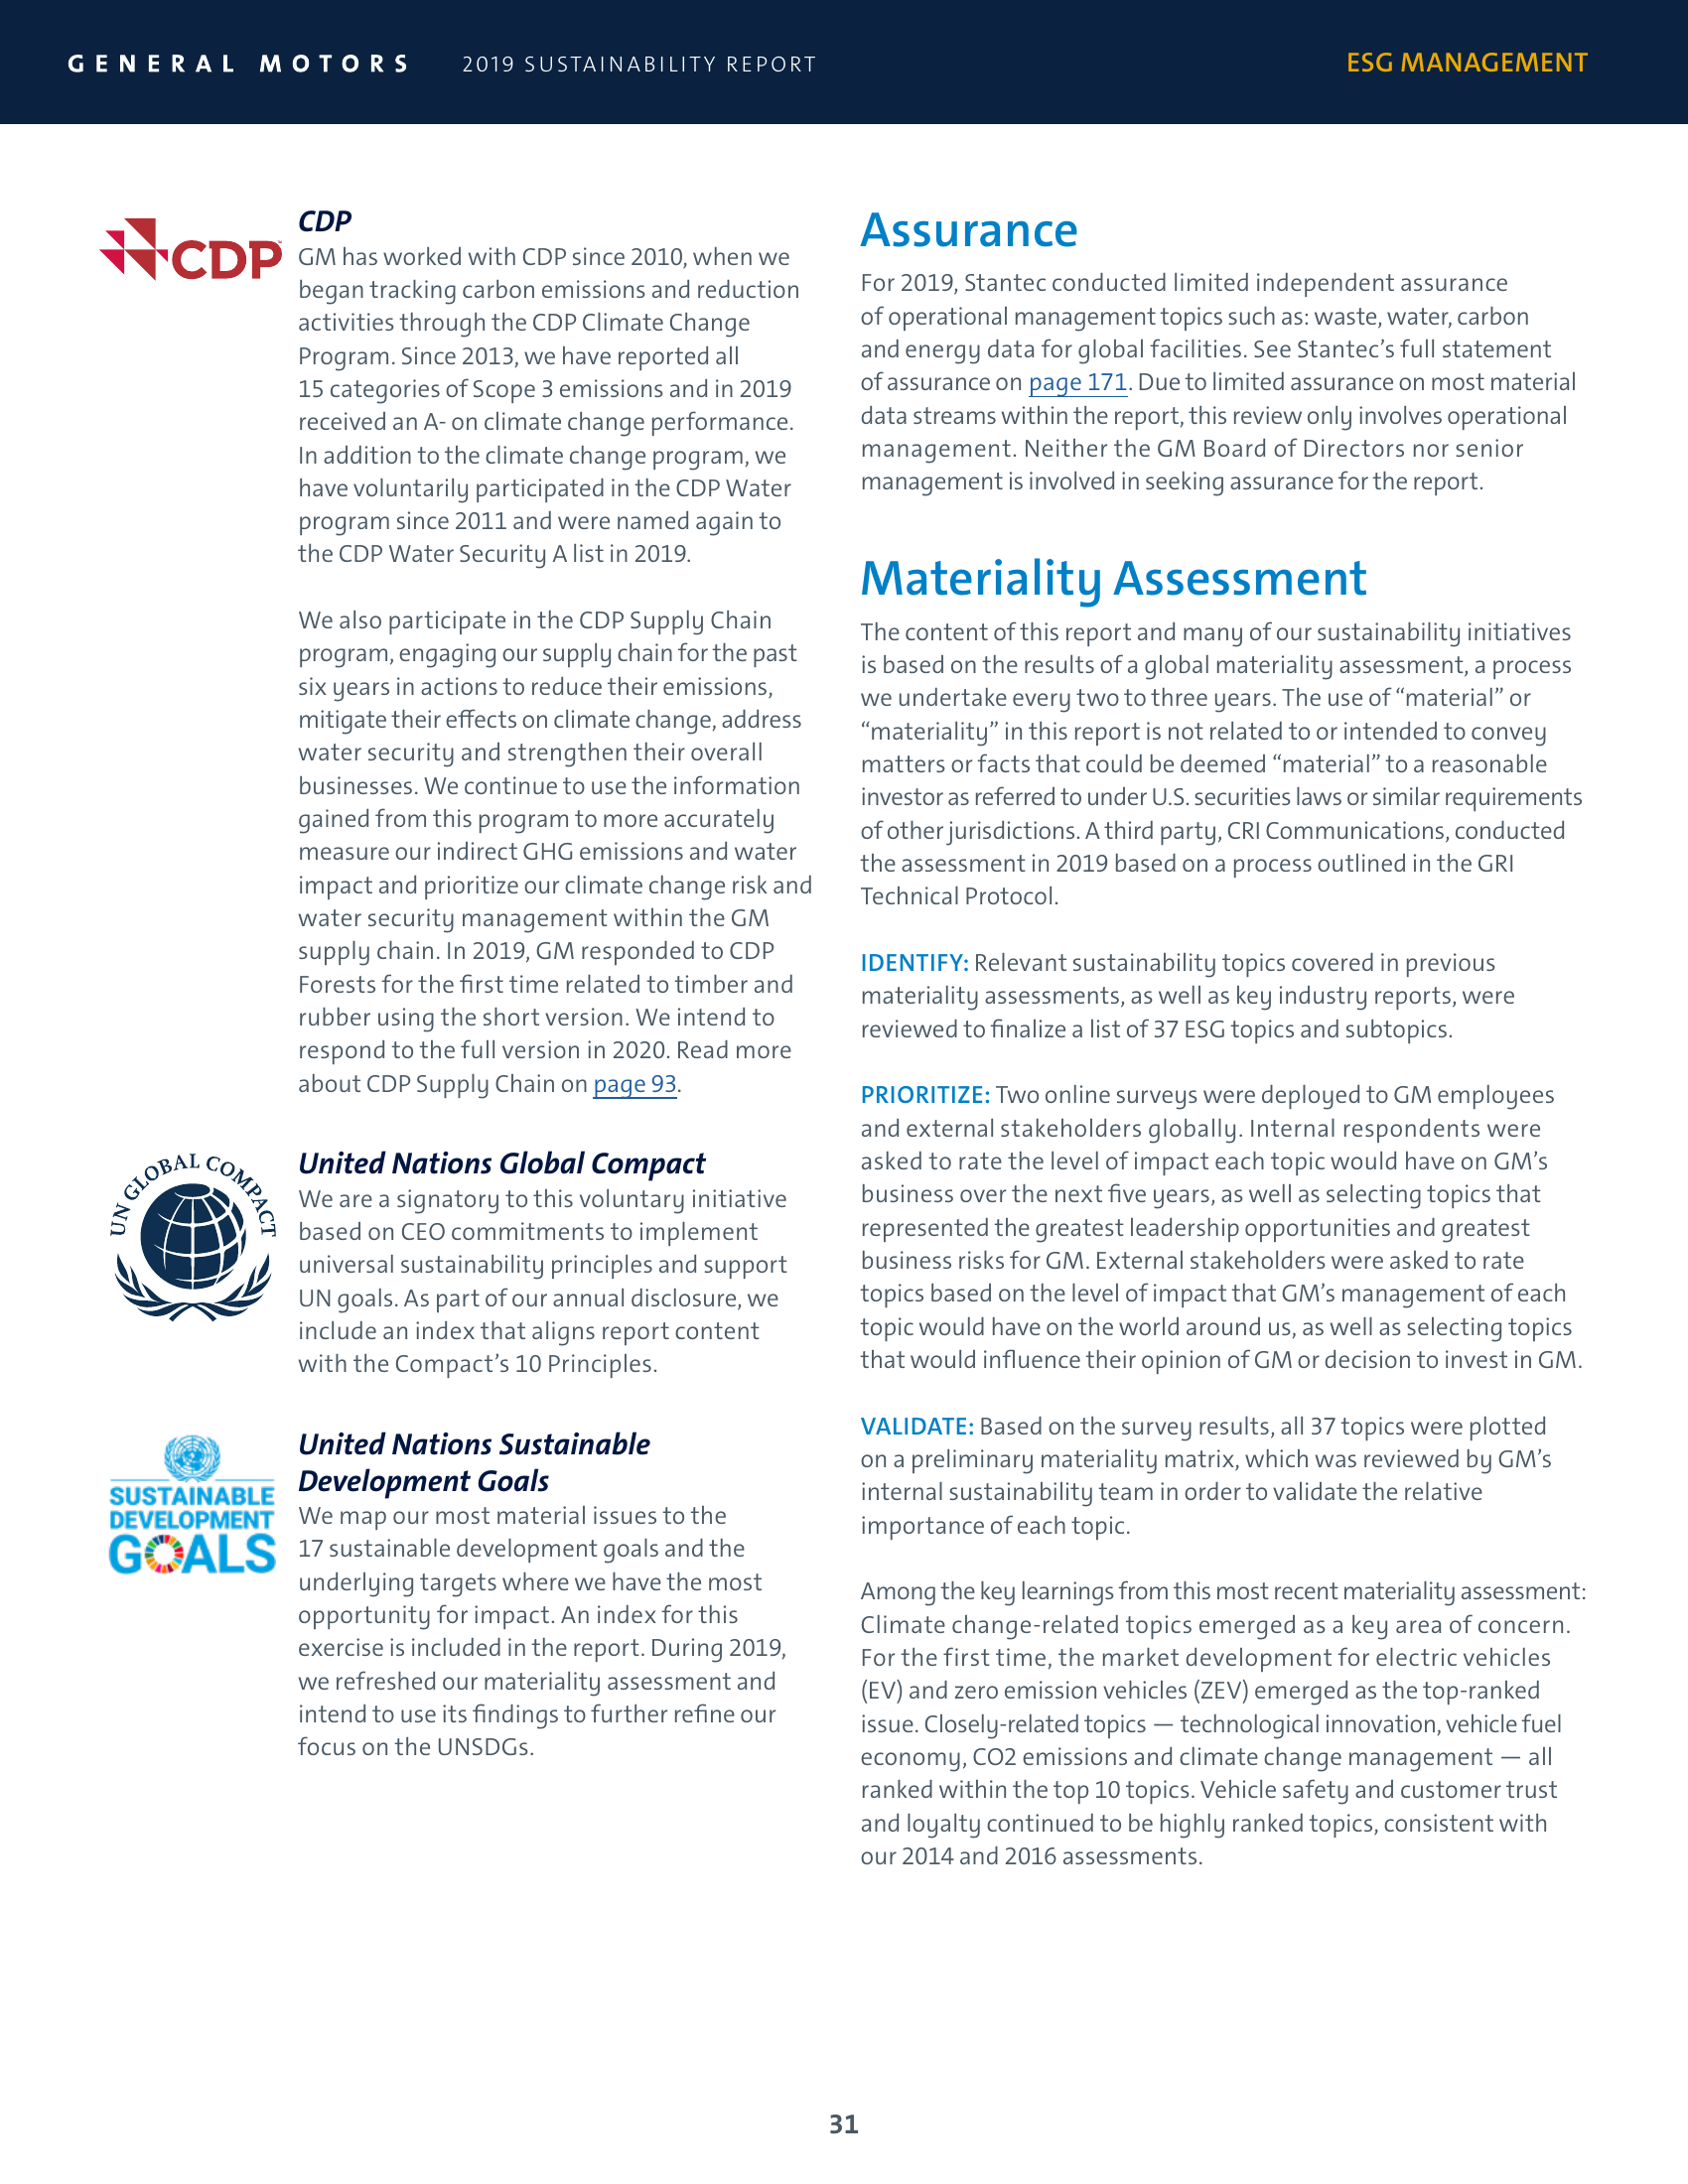 GENERAL MOTORS 2019 SUSTAINABILITY REPORT
ESG MANAGEMENT
CDP
CDP
GM has worked with CDP since 2010, when we
began tracking carbon emissions and reduction
activities through the CDP Climate Change
Program. Since 2013, we have reported all
15 categories of Scope 3 emissions and in 2019
received an A- on climate change performance.
In addition to the climate change program, we
have voluntarily participated in the CDP Water
program since 2011 and were named again to
the CDP Water Security A list in 2019.
We also participate in the CDP Supply Chain
program, engaging our supply chain for the past
six years in actions to reduce their emissions,
mitigate their effects on climate change, address
water security and strengthen their overall
businesses. We continue to use the information
gained from this program to more accurately
measure our indirect GHG emissions and water
impact and prioritize our climate change risk and
water security management within the GM
supply chain. In 2019, GM responded to CDP
Forests for the first time related to timber and
rubber using the short version. We intend to
respond to the full version in 2020. Read more
about CDP Supply Chain on page 93.
UN GLOBAL COMPACT
United Nations Global Compact
We are a signatory to this voluntary initiative
based on CEO commitments to implement
universal sustainability principles and support
UN goals. As part of our annual disclosure, we
include an index that aligns report content
with the Compact's 10 Principles.
SUSTAINABLE
DEVELOPMENT
GOALS
United Nations Sustainable
Development Goals
We map our most material issues to the
17 sustainable development goals and the
underlying targets where we have the most
opportunity for impact. An index for this
exercise is included in the report. During 2019,
we refreshed our materiality assessment and
intend to use its findings to further refine our
focus on the UNSDGs.
Assurance
For 2019, Stantec conducted limited independent assurance
of operational management topics such as: waste, water, carbon
and energy data for global facilities. See Stantec's full statement
of assurance on page 171. Due to limited assurance on most material
data streams within the report, this review only involves operational
management. Neither the GM Board of Directors nor senior
management is involved in seeking assurance for the report.
Materiality Assessment
The content of this report and many of our sustainability initiatives
is based on the results of a global materiality assessment, a process
we undertake every two to three years. The use of “material” or
“materiality” in this report is not related to or intended to convey
matters or facts that could be deemed “material” to a reasonable
investor as referred to under U.S. securities laws or similar requirements
of other jurisdictions. A third party, CRI Communications, conducted
the assessment in 2019 based on a process outlined in the GRI
Technical Protocol.
IDENTIFY: Relevant sustainability topics covered in previous
materiality assessments, as well as key industry reports, were
reviewed to finalize a list of 37 ESG topics and subtopics.
PRIORITIZE: Two online surveys were deployed to GM employees
and external stakeholders globally. Internal respondents were
asked to rate the level of impact each topic would have on GM's
business over the next five years, as well as selecting topics that
represented the greatest leadership opportunities and greatest
business risks for GM. External stakeholders were asked to rate
topics based on the level of impact that GM's management of each
topic would have on the world around us, as well as selecting topics
that would influence their opinion of GM or decision to invest in GM.
VALIDATE: Based on the survey results, all 37 topics were plotted
on a preliminary materiality matrix, which was reviewed by GM's
internal sustainability team in order to validate the relative
importance of each topic.
Among the key learnings from this most recent materiality assessment:
Climate change-related topics emerged as a key area of concern.
For the first time, the market development for electric vehicles
(EV) and zero emission vehicles (ZEV) emerged as the top-ranked
issue. Closely-related topics — technological innovation, vehicle fuel
economy, CO2 emissions and climate change management — all
ranked within the top 10 topics. Vehicle safety and customer trust
and loyalty continued to be highly ranked topics, consistent with
our 2014 and 2016 assessments.
31